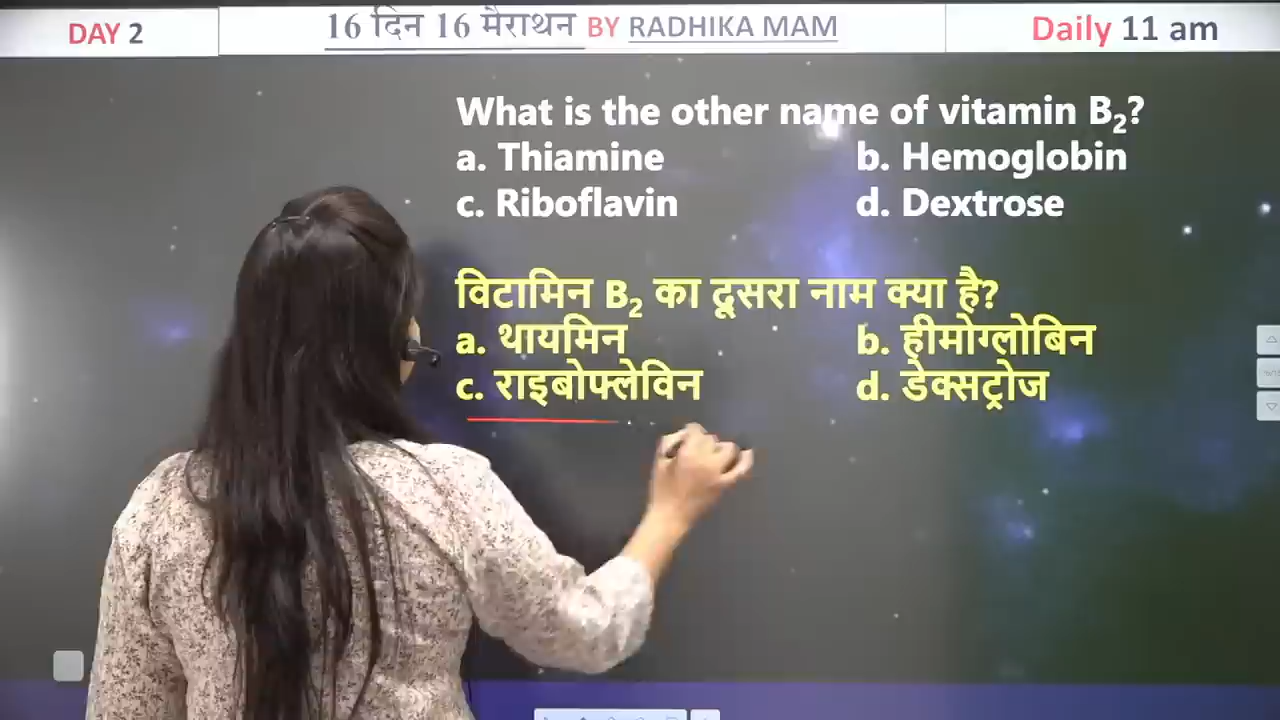 DAY 2
16 दिन 16 मैराथन BY RADHIKA MAM
Daily 11 am
What is the other name of vitamin B₂?
a. Thiamine b. Hemoglobin
c. Riboflavin d. Dextrose
विटामिन B₂ का दूसरा नाम क्या है?
a. थायमिन b. हीमोग्लोबिन
c. राइबोफ्लेविन d. डेक्सट्रोज